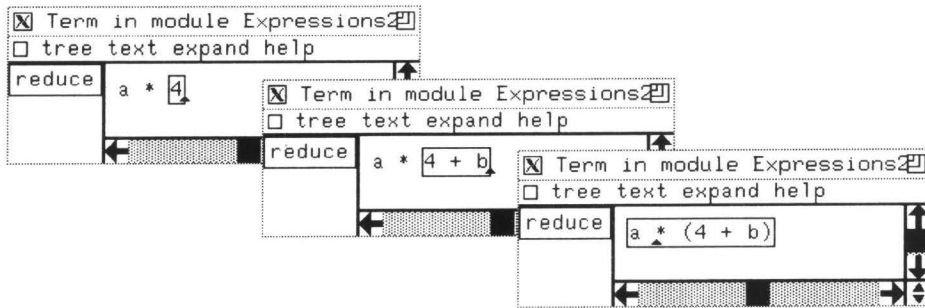 Term in module Expressions2
tree text expand help
reduce
a * 4
Term in module Expressions2
tree text expand help
reduce
a * 4 + b
Term in module Expressions2
tree text expand help
reduce
a * (4 + b)